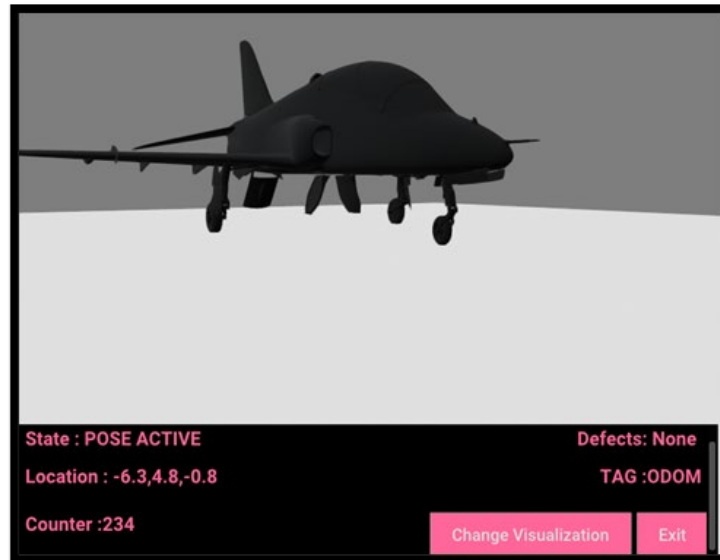 State : POSE ACTIVE
Defects: None
Location : -6.3,4.8,-0.8
TAG :ODOM
Counter :234
Change Visualization
Exit